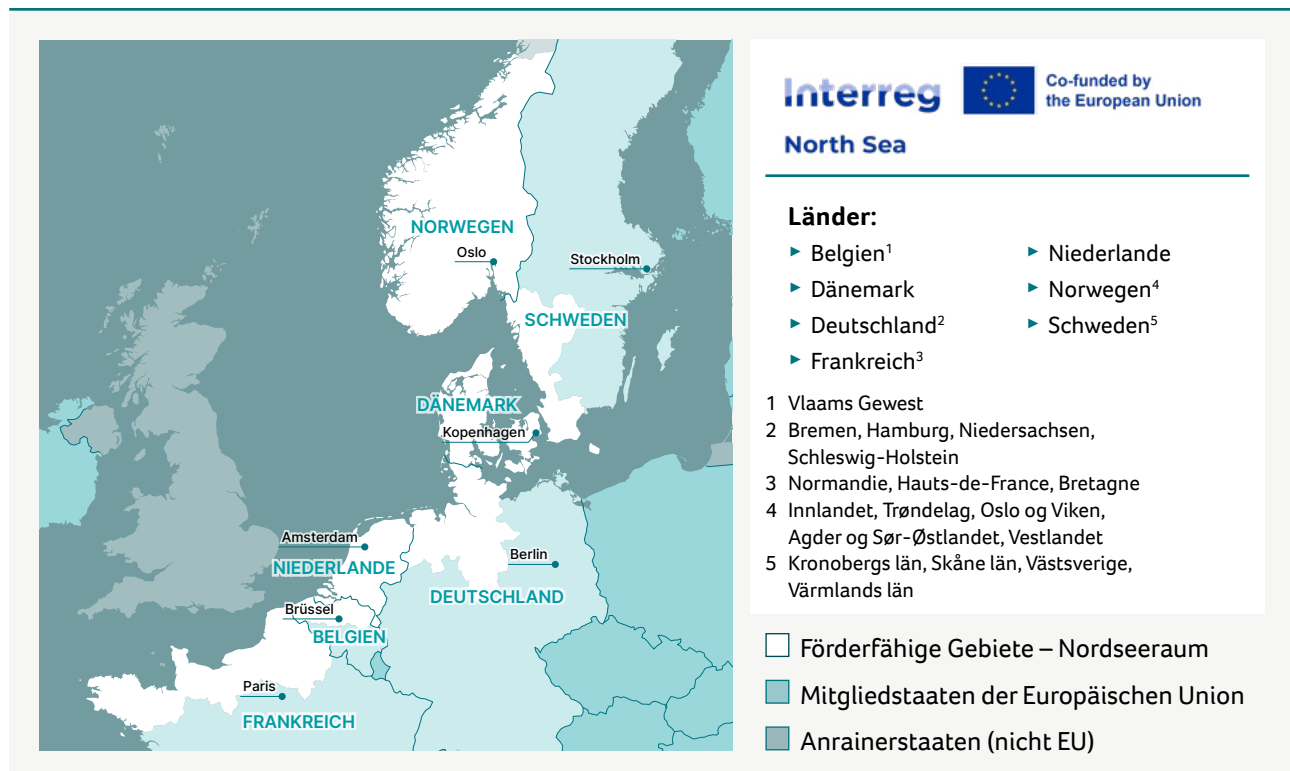 NORWEGEN
Oslo
Stockholm
SCHWEDEN
DÄNEMARK
Kopenhagen
Amsterdam
NIEDERLANDE
Berlin
DEUTSCHLAND
Brüssel
BELGIEN
Paris
FRANKREICH
Interreg
Co-funded by
the European Union
North Sea
Länder:
► Belgien¹
► Dänemark
► Deutschland²
► Frankreich³
► Niederlande
► Norwegen⁴
► Schweden⁵
1 Vlaams Gewest
2 Bremen, Hamburg, Niedersachsen,
Schleswig-Holstein
3 Normandie, Hauts-de-France, Bretagne
4 Innlandet, Trøndelag, Oslo og Viken,
Agder og Sør-Østlandet, Vestlandet
5 Kronobergs län, Skåne län, Västsverige,
Värmlands län
Förderfähige Gebiete – Nordseeraum
Mitgliedstaaten der Europäischen Union
Anrainerstaaten (nicht EU)